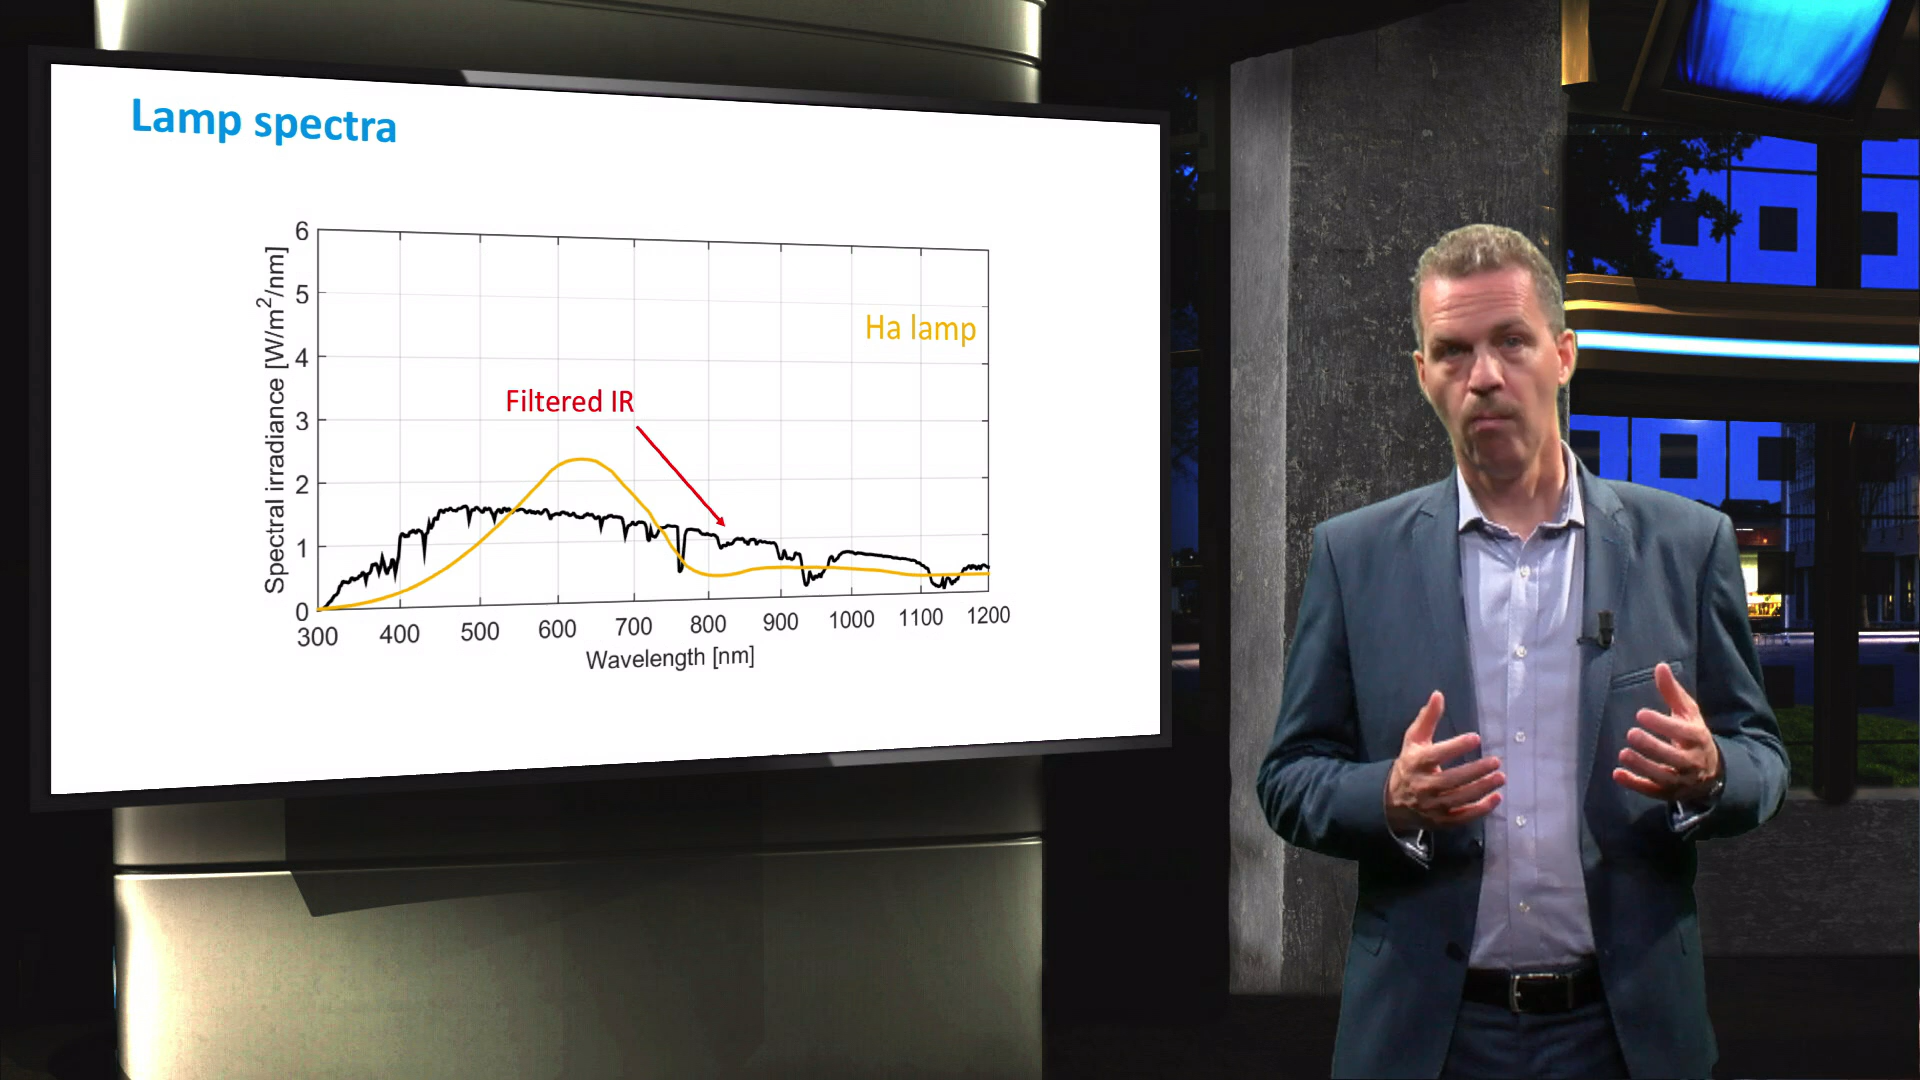 Lamp spectra
6
5
4
3
2
1
0
Spectral irradiance [W/m²/nm]
Ha lamp
Filtered IR
300 400 500 600 700 800 900 1000 1100 1200
Wavelength [nm]